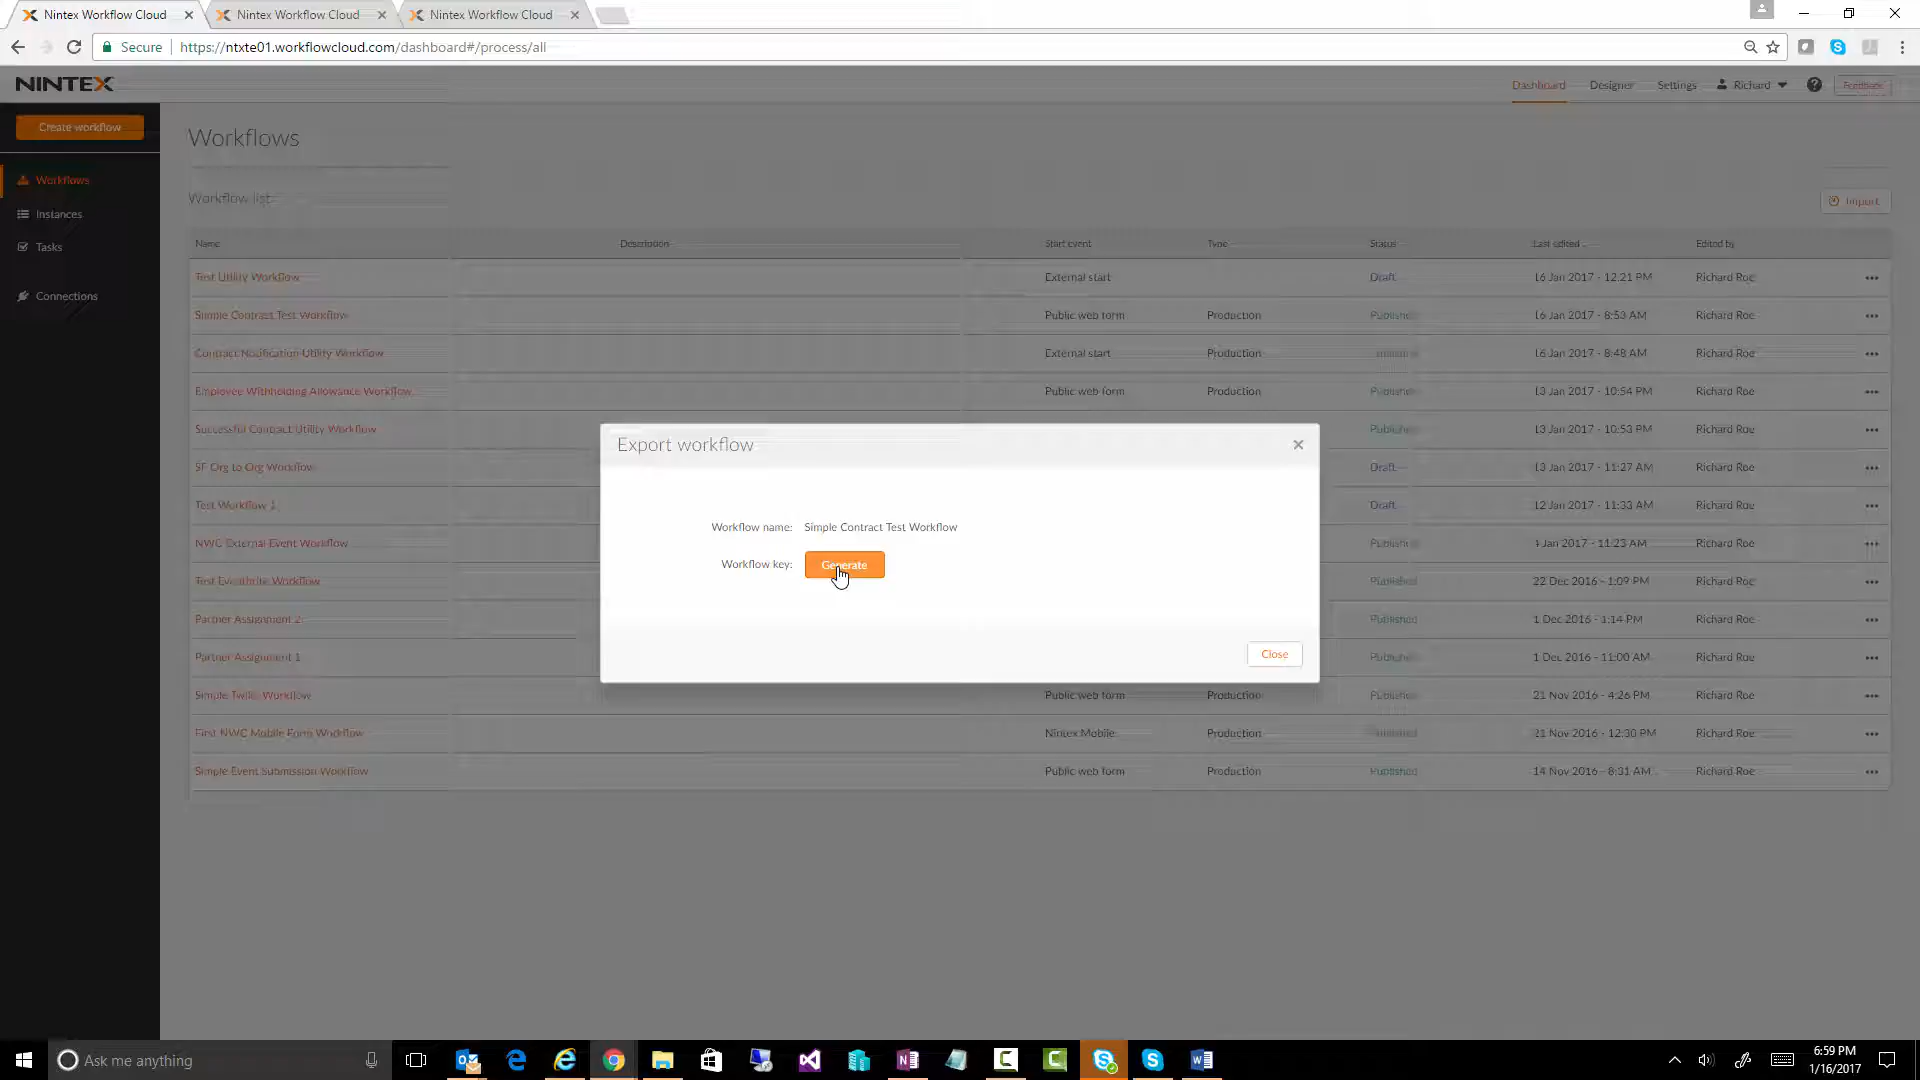 Nintex Workflow Cloud
Nintex Workflow Cloud
Nintex Workflow Cloud
Secure
https://ntxte01.workflowcloud.com/dashboard#/process/all
NINTEX
Dashboard
Designer
Settings
Richard
Feedback
Create workflow
Workflows
Instances
Tasks
Connections
Workflows
Workflow list
Import
Name Description Start event Type Status Last edited Edited by
Test Utility Workflow External start Draft 16 Jan 2017 - 12:21 PM Richard Roe
Simple Contract Test Workflow Public web form Production Published 16 Jan 2017 - 8:53 AM Richard Roe
Contract Notification Utility Workflow External start Production 16 Jan 2017 - 8:48 AM Richard Roe
Employee Withholding Allowance Workflow Public web form Production Published 13 Jan 2017 - 10:54 PM Richard Roe
Successful Contract Utility Workflow Published 13 Jan 2017 - 10:53 PM Richard Roe
SF Org to Org Workflow Draft 13 Jan 2017 - 11:27 AM Richard Roe
Test Workflow 1 Draft 12 Jan 2017 - 11:33 AM Richard Roe
NWC External Event Workflow Published Jan 2017 - 11:23 AM Richard Roe
Test Eventbrite Workflow Published 22 Dec 2016 - 1:09 PM Richard Roe
Partner Assignment 2 Published 1 Dec 2016 - 1:14 PM Richard Roe
Partner Assignment 1 Published 1 Dec 2016 - 11:00 AM Richard Roe
Simple Twilio Workflow Public web form Production Published 21 Nov 2016 - 4:26 PM Richard Roe
First NWC Mobile Form Workflow Nintex Mobile Production Published 21 Nov 2016 - 12:30 PM Richard Roe
Simple Event Submission Workflow Public web form Production Published 14 Nov 2016 - 8:31 AM Richard Roe
Export workflow
Workflow name: Simple Contract Test Workflow
Workflow key: Generate
Close
Ask me anything
6:59 PM
1/16/2017